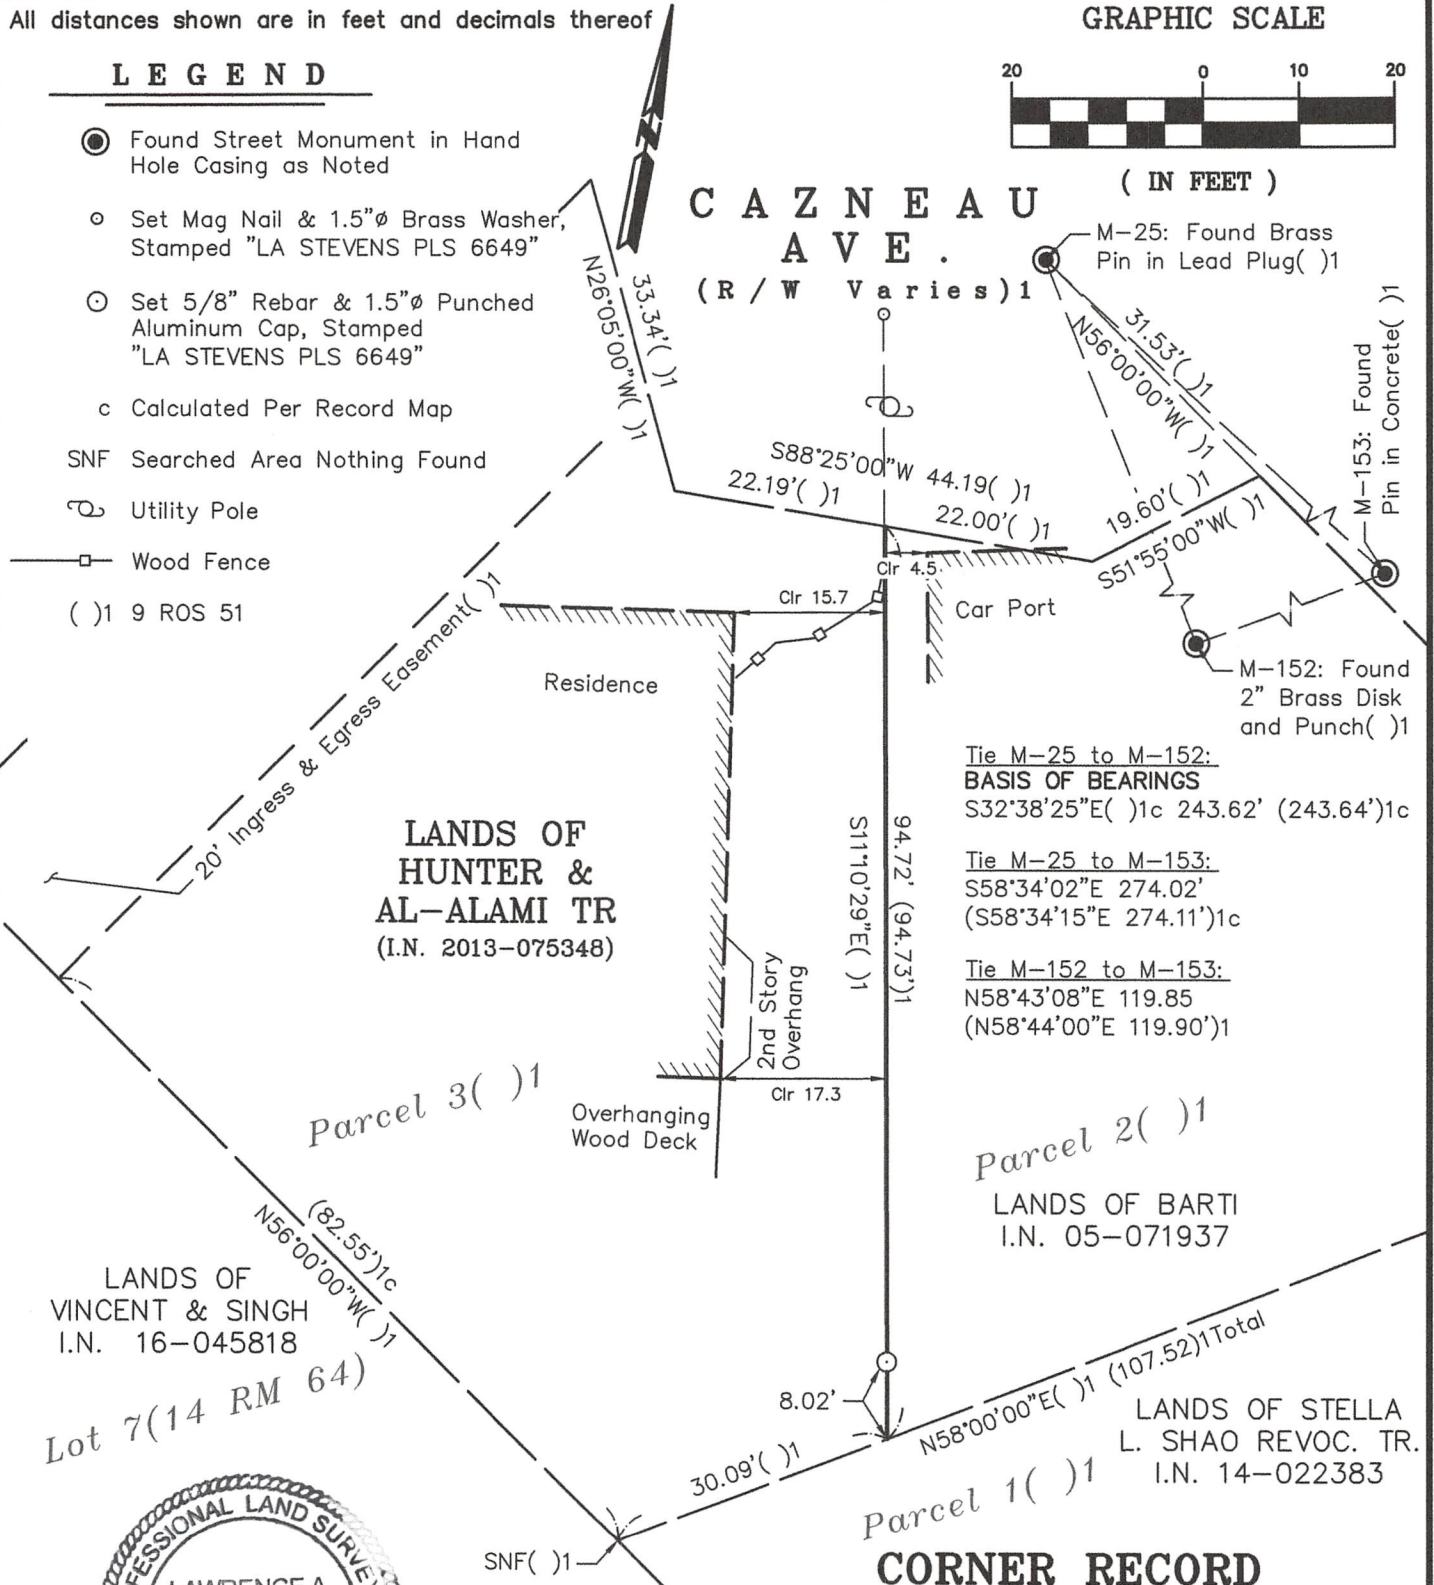 All distances shown are in feet and decimals thereof
LEGEND
Found Street Monument in Hand
Hole Casing as Noted
Set Mag Nail & 1.5"ø Brass Washer,
Stamped "LA STEVENS PLS 6649"
Set 5/8" Rebar & 1.5"ø Punched
Aluminum Cap, Stamped
"LA STEVENS PLS 6649"
c Calculated Per Record Map
SNF Searched Area Nothing Found
Utility Pole
Wood Fence
( )1 9 ROS 51
N
GRAPHIC SCALE
20 0 10 20
( IN FEET )
CAZNEAU
AVE.
(R/W Varies)1
M-25: Found Brass
Pin in Lead Plug( )1
33.34'( )1
N26°05'00"W( )1
31.53'( )1
N56°00'00"W( )1
M-153: Found
Pin in Concrete( )1
S88°25'00"W 44.19( )1
22.19'( )1
22.00'( )1
19.60'( )1
S51°55'00"W( )1
Clr 4.5
Clr 15.7
Car Port
20' Ingress & Egress Easement( )1
Residence
M-152: Found
2" Brass Disk
and Punch( )1
Tie M-25 to M-152:
BASIS OF BEARINGS
S32°38'25"E( )1c 243.62' (243.64')1c
Tie M-25 to M-153:
S58°34'02"E 274.02'
(S58°34'15"E 274.11')1c
Tie M-152 to M-153:
N58°43'08"E 119.85
(N58°44'00"E 119.90')1
LANDS OF
HUNTER &
AL-ALAMI TR
(I.N. 2013-075348)
S11°10'29"E( )1
94.72' (94.73')1
2nd Story
Overhang
Clr 17.3
Overhanging
Wood Deck
Parcel 3( )1
Parcel 2( )1
LANDS OF BARTI
I.N. 05-071937
(82.55')1c
N56°00'00"W( )1
LANDS OF
VINCENT & SINGH
I.N. 16-045818
Lot 7(14 RM 64)
8.02'
N58°00'00"E( )1 (107.52)1Total
30.09'( )1
LANDS OF STELLA
L. SHAO REVOC. TR.
I.N. 14-022383
Parcel 1( )1
SNF( )1
CORNER RECORD
FESSIONAL LAND SURVE
LAWRENCE A